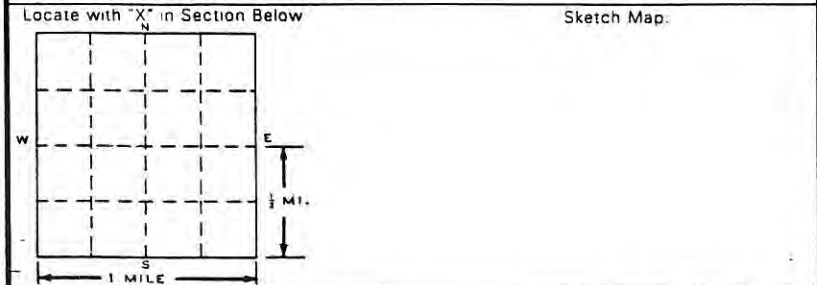 Locate with "X" in Section Below
Sketch Map:
N
W
E
½ MI.
S
1 MILE